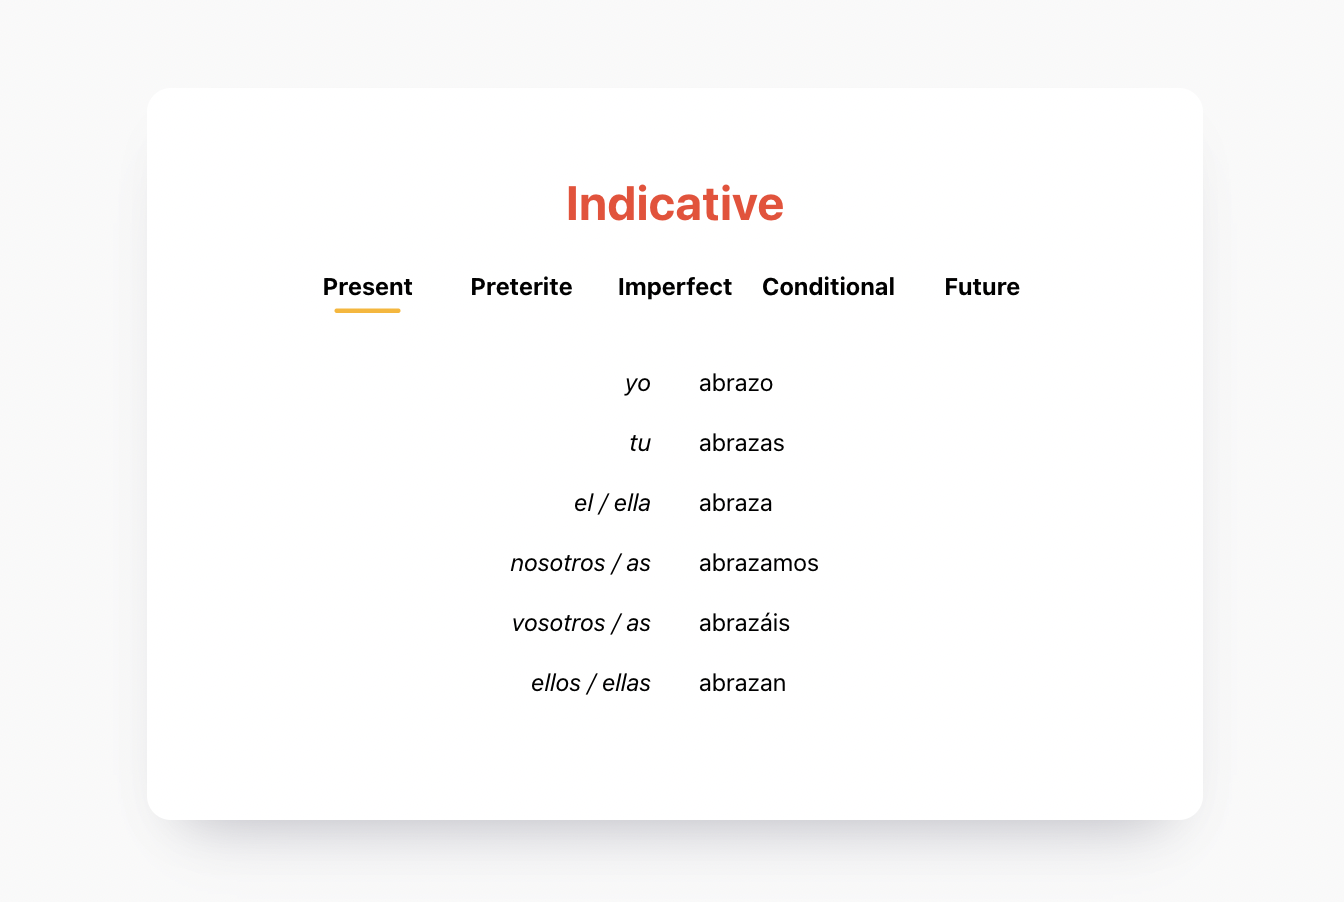 Indicative
Present Preterite Imperfect Conditional Future
yo abrazo
tu abrazas
el / ella abraza
nosotros / as abrazamos
vosotros / as abrazáis
ellos / ellas abrazan